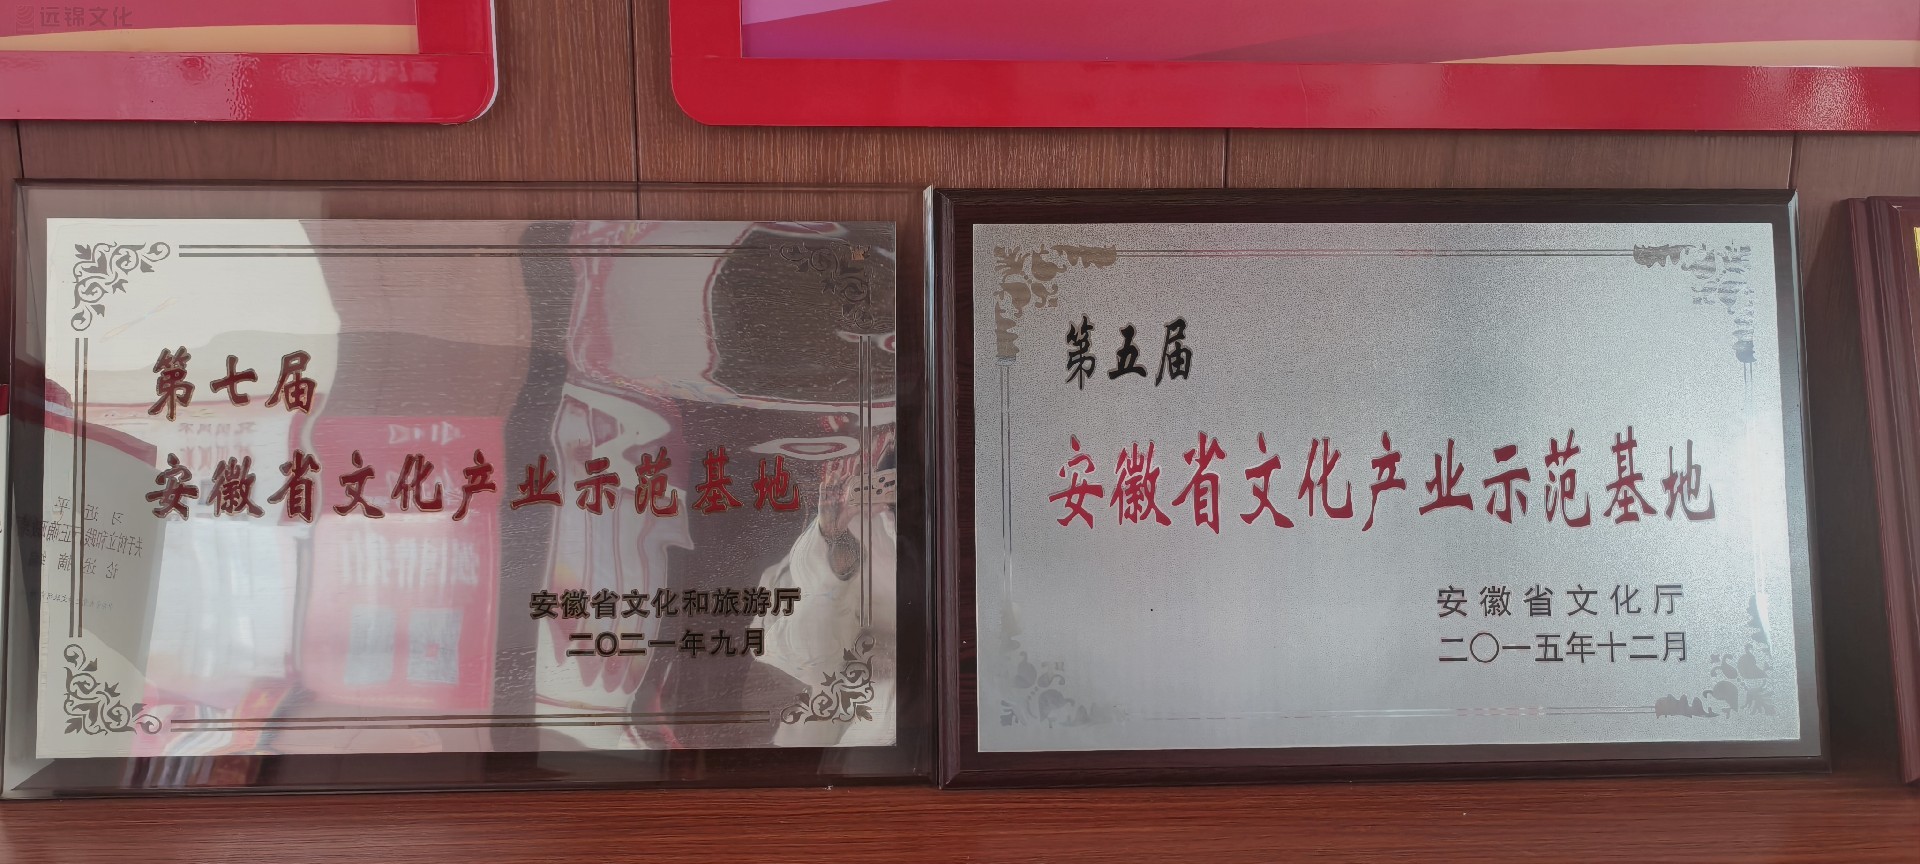 远锦文化
第七届
安徽省文化产业示范基地
安徽省文化和旅游厅
二〇二一年九月
第五届
安徽省文化产业示范基地
安徽省文化厅
二〇一五年十二月